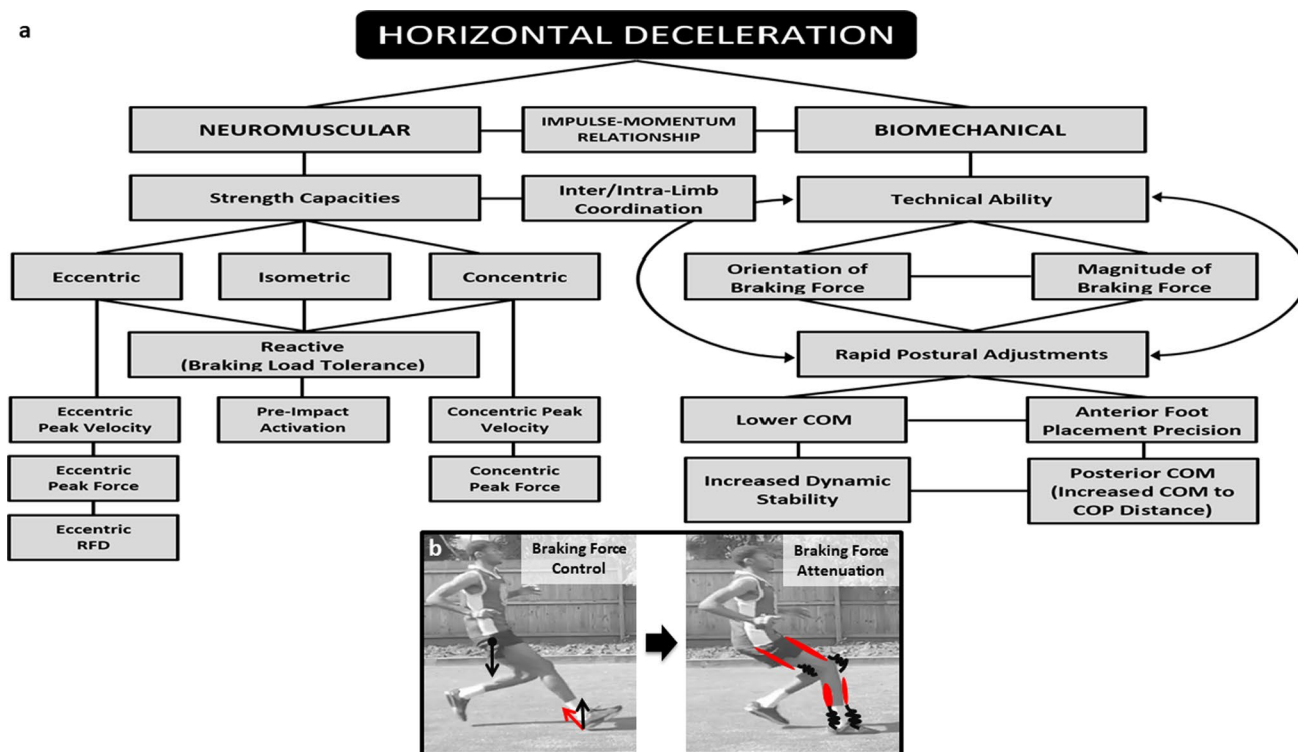 a
HORIZONTAL DECELERATION
NEUROMUSCULAR
IMPULSE-MOMENTUM
RELATIONSHIP
BIOMECHANICAL
Strength Capacities
Inter/Intra-Limb
Coordination
Technical Ability
Eccentric
Isometric
Concentric
Orientation of
Braking Force
Magnitude of
Braking Force
Reactive
(Braking Load Tolerance)
Rapid Postural Adjustments
Eccentric
Peak Velocity
Pre-Impact
Activation
Concentric Peak
Velocity
Lower COM
Anterior Foot
Placement Precision
Eccentric
Peak Force
Concentric
Peak Force
Increased Dynamic
Stability
Posterior COM
(Increased COM to
COP Distance)
Eccentric
RFD
b
Braking Force
Control
Braking Force
Attenuation